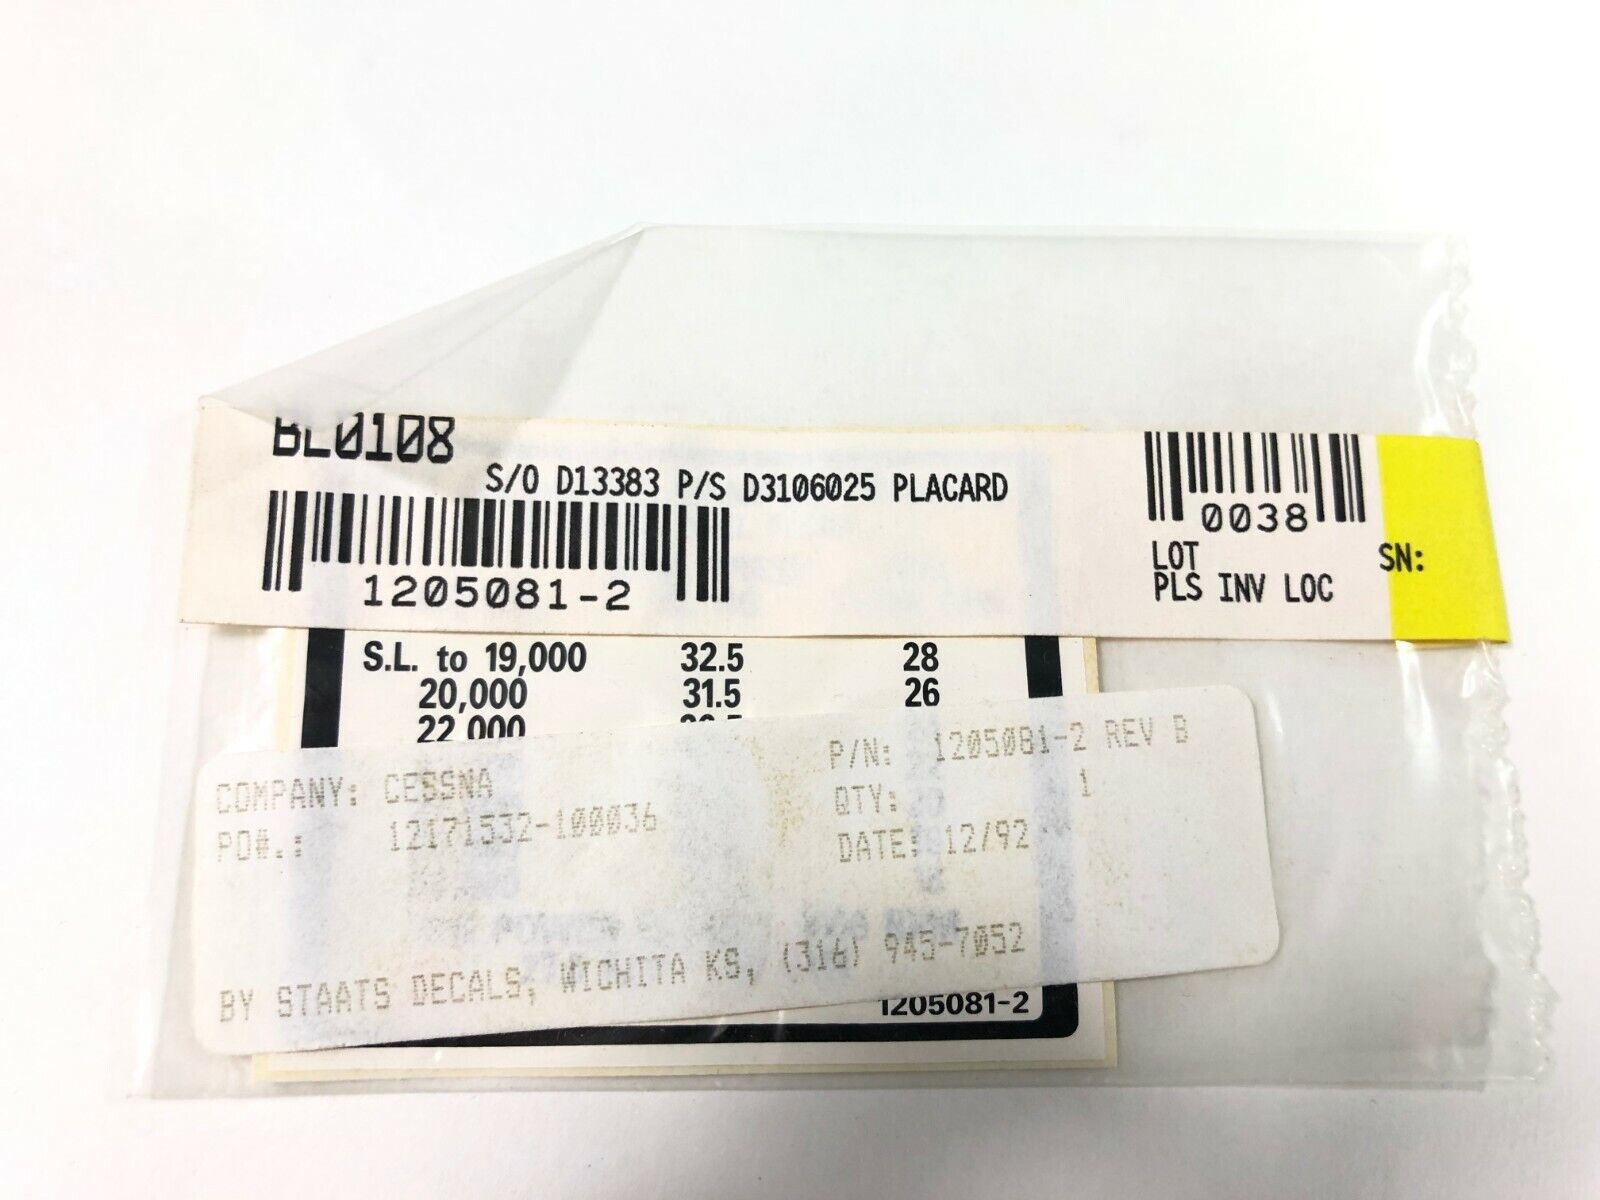 BL0108
S/O D13383 P/S D3106025 PLACARD
1205081-2
0038
LOT
PLS INV LOC
SN:
S.L. to 19,000 32.5 28
20,000 31.5 26
22,000
COMPANY: CESSNA
PO#.: 12171532-100036
P/N: 1205081-2 REV B
QTY: 1
DATE: 12/92
BY STAATS DECALS, WICHITA KS, (316) 945-7052
1205081-2